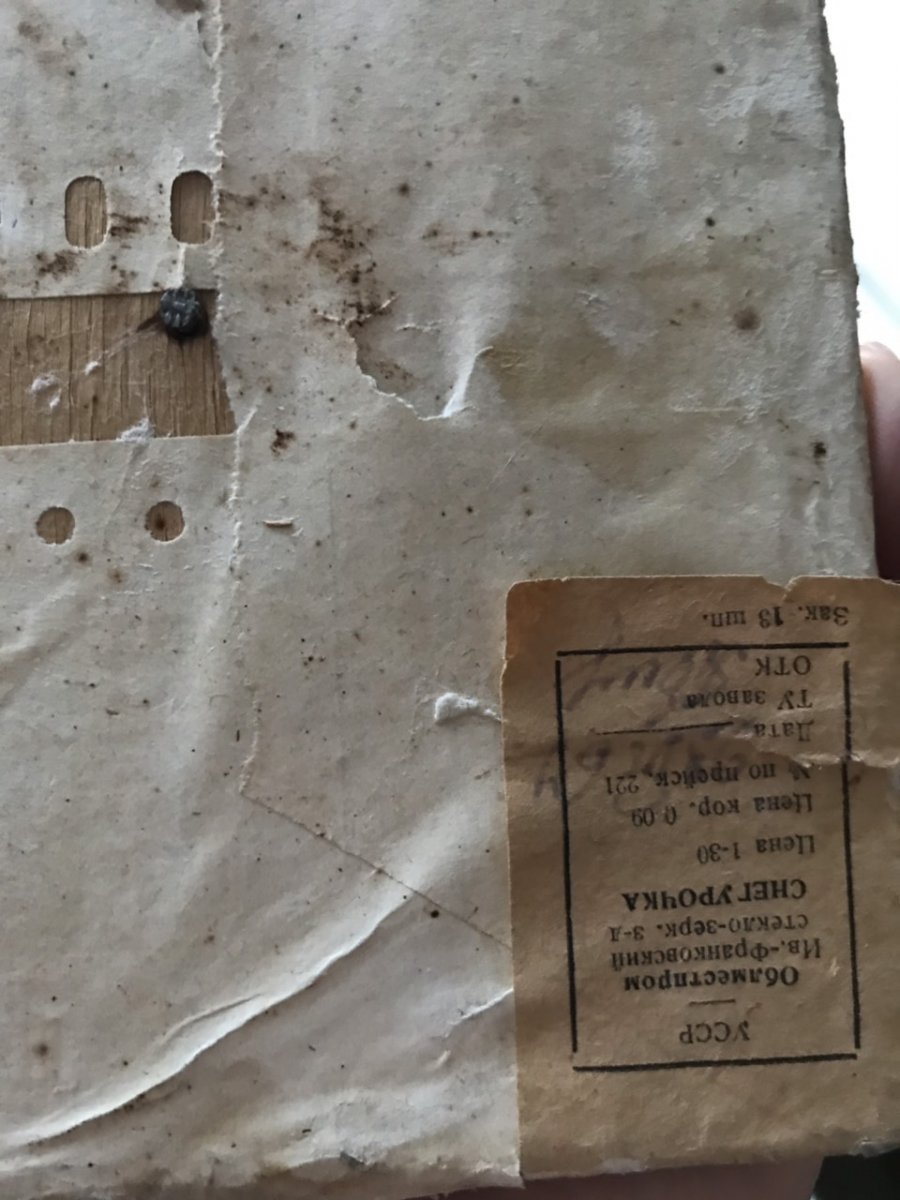 УССР
Облместпром
Ив.-Франковский
стекло-зерк. з-д
СНЕГУРОЧКА
Цена 1-30
Цена кор. 0 09
№ по прейск. 221
Дата
ТУ завода
ОТК
Зак. 13 шп.